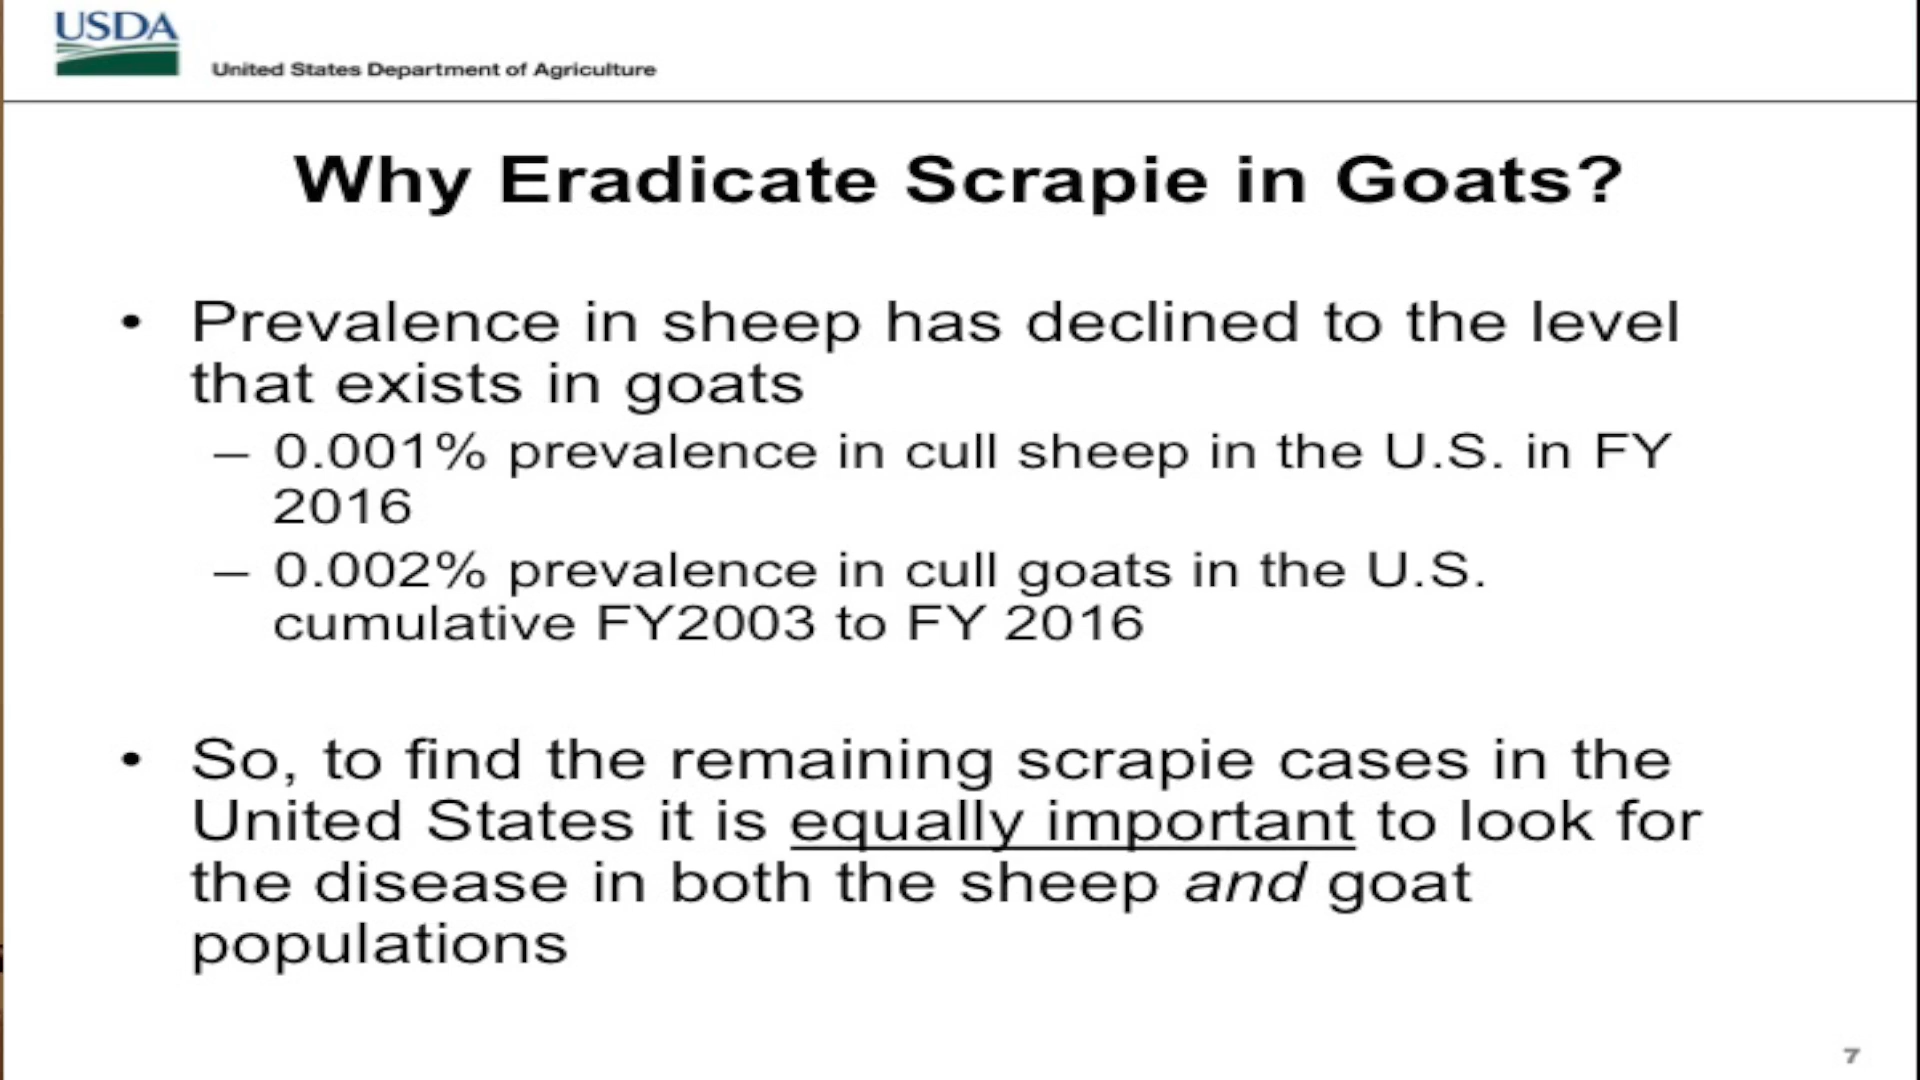 USDA
United States Department of Agriculture
Why Eradicate Scrapie in Goats?
• Prevalence in sheep has declined to the level
that exists in goats
– 0.001% prevalence in cull sheep in the U.S. in FY
2016
– 0.002% prevalence in cull goats in the U.S.
cumulative FY2003 to FY 2016
• So, to find the remaining scrapie cases in the
United States it is equally important to look for
the disease in both the sheep and goat
populations
7